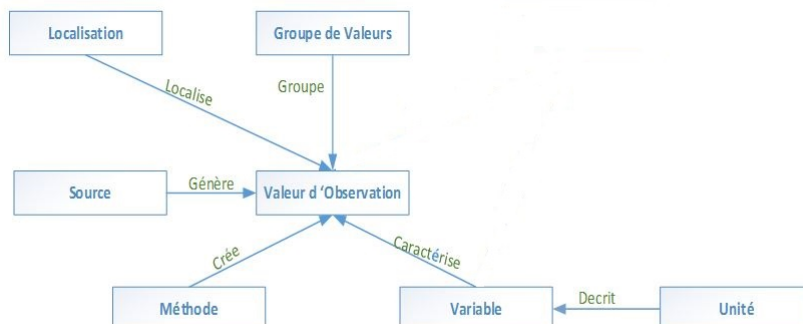 Localisation
Groupe de Valeurs
Localise
Groupe
Source
Génère
Valeur d ‘Observation
Crée
Caractérise
Méthode
Variable
Decrit
Unité